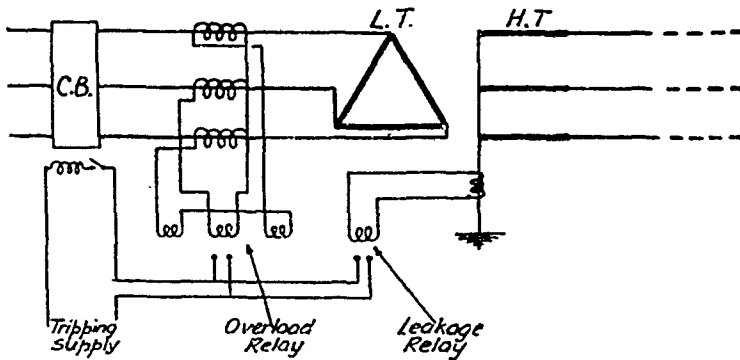 L.T.
H.T
C.B.
Tripping
supply
Overload
Relay
Leakage
Relay